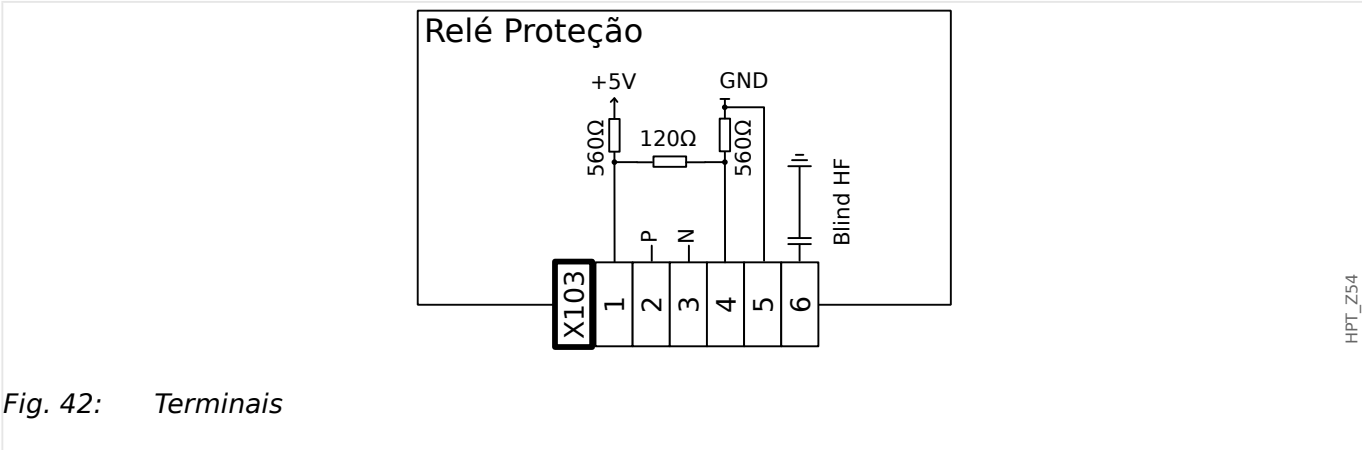 Relé Proteção
+5V
GND
560Ω
120Ω
560Ω
Blind HF
P
N
X103
1
2
3
4
5
6
HPT_Z54
Fig. 42: Terminais